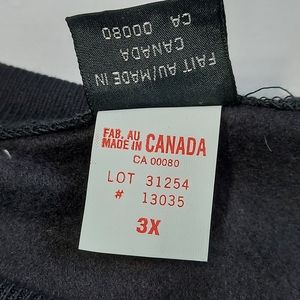 FAIT AU/MADE IN
CANADA
CA 00080
FAB. AU
MADE IN CANADA
CA 00080
LOT 31254
# 13035
3X